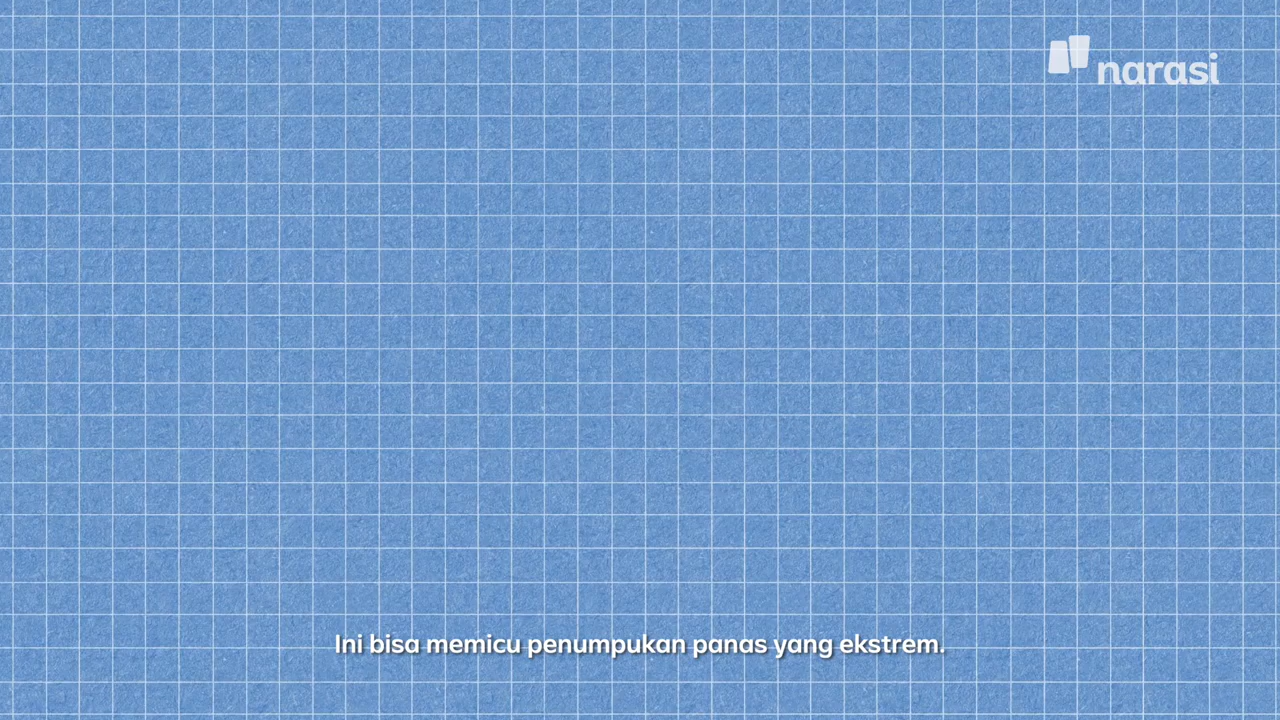 narasi
Ini bisa memicu penumpukan panas yang ekstrem.